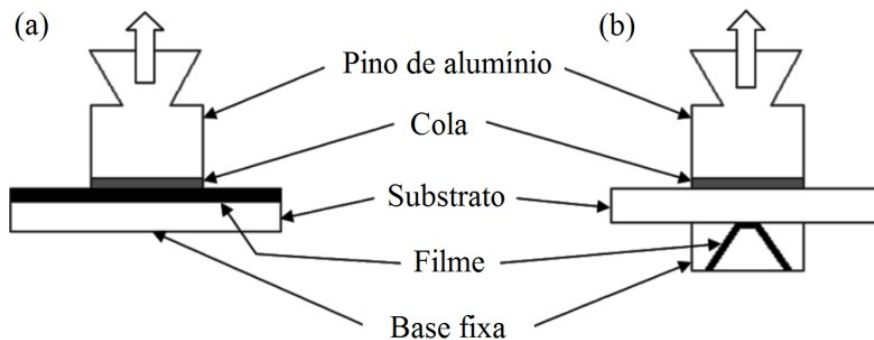 (a)
(b)
Pino de alumínio
Cola
Substrato
Filme
Base fixa